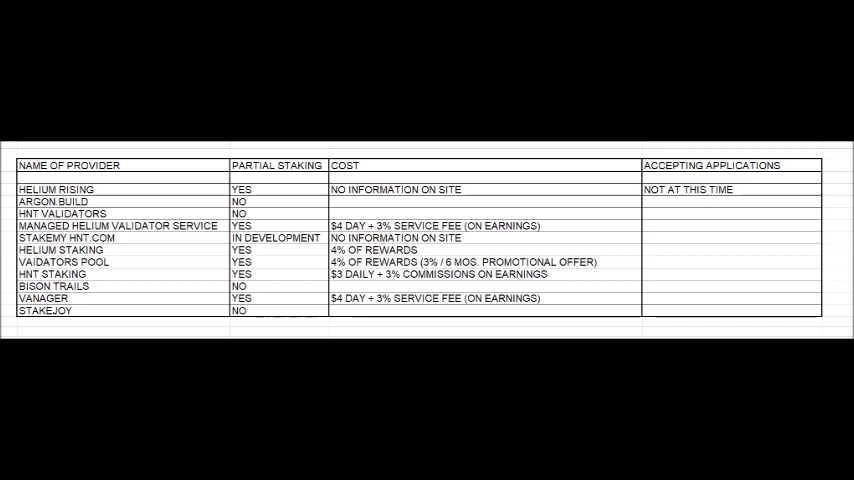 NAME OF PROVIDER PARTIAL STAKING COST ACCEPTING APPLICATIONS
HELIUM RISING YES NO INFORMATION ON SITE NOT AT THIS TIME
ARGON.BUILD NO
HNT VALIDATORS NO
MANAGED HELIUM VALIDATOR SERVICE YES $4 DAY + 3% SERVICE FEE (ON EARNINGS)
STAKEMY HNT.COM IN DEVELOPMENT NO INFORMATION ON SITE
HELIUM STAKING YES 4% OF REWARDS
VAIDATORS POOL YES 4% OF REWARDS (3% / 6 MOS. PROMOTIONAL OFFER)
HNT STAKING YES $3 DAILY + 3% COMMISSIONS ON EARNINGS
BISON TRAILS NO
VANAGER YES $4 DAY + 3% SERVICE FEE (ON EARNINGS)
STAKEJOY NO